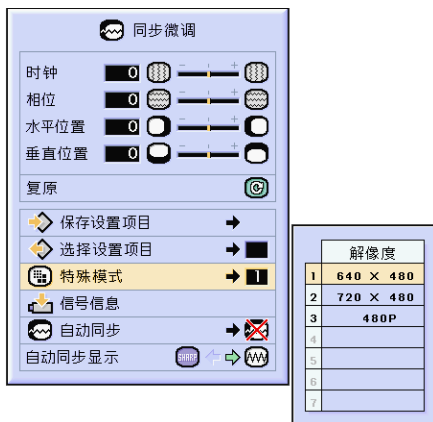 同步微调
时钟 0 - +
相位 0 - +
水平位置 0 - +
垂直位置 0 - +
复原
保存设置项目
选择设置项目
特殊模式 1
信号信息
自动同步
自动同步显示 SHARP
解像度
1 640 × 480
2 720 × 480
3 480P
4
5
6
7